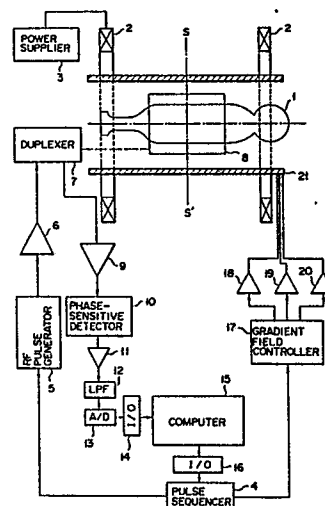 S
2
2
POWER
SUPPLIER
3
1
DUPLEXER
7
8
21
S'
6
9
18
19
20
PHASE-
SENSITIVE
DETECTOR
10
17
GRADIENT
FIELD
CONTROLLER
RF
PULSE
GENERATOR
5
11
LPF
12
15
A/D
13
I/O
14
COMPUTER
I/O
16
PULSE
SEQUENCER
4